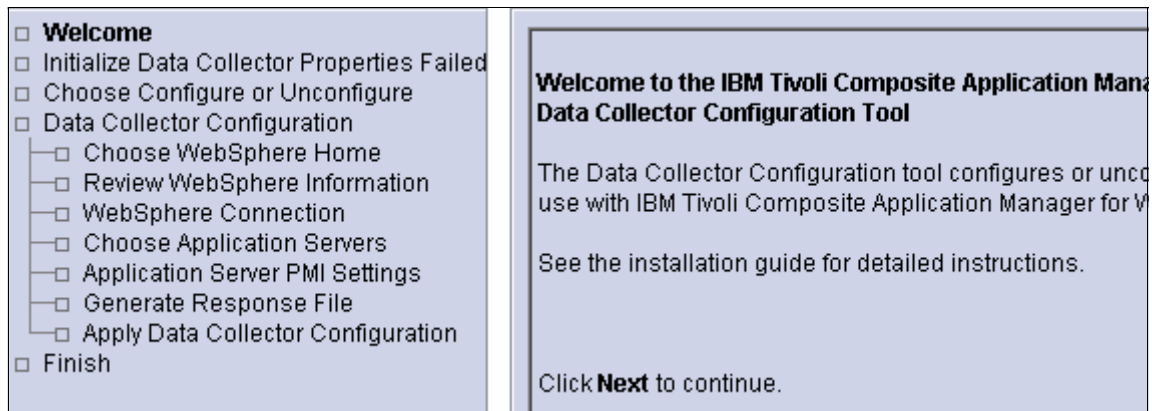 Welcome
Initialize Data Collector Properties Failed
Choose Configure or Unconfigure
Data Collector Configuration
Choose WebSphere Home
Review WebSphere Information
WebSphere Connection
Choose Application Servers
Application Server PMI Settings
Generate Response File
Apply Data Collector Configuration
Finish
Welcome to the IBM Tivoli Composite Application
Data Collector Configuration Tool
The Data Collector Configuration tool configures or
use with IBM Tivoli Composite Application Manager for
See the installation guide for detailed instructions.
Click Next to continue.